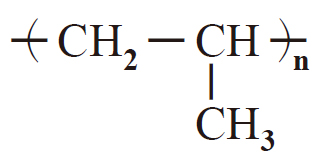 ( CH₂ — CH )ₙ
CH₃